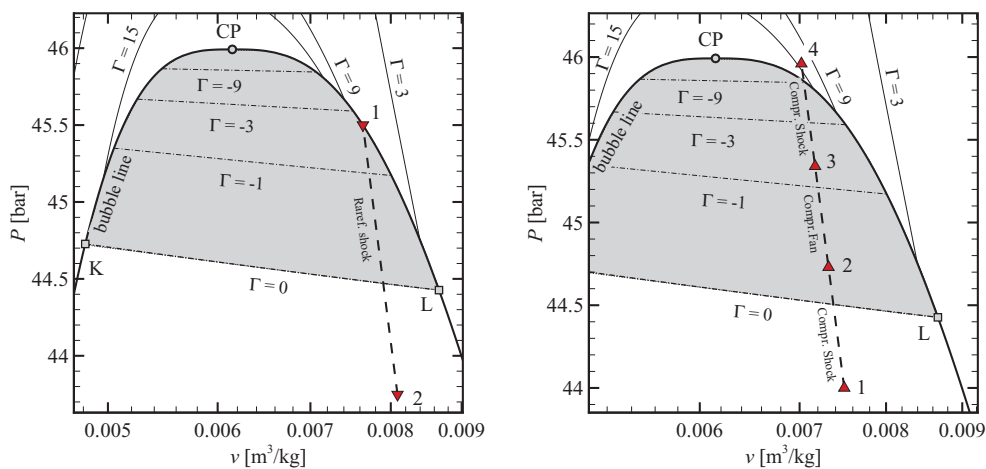 46
45.5
45
44.5
44
P [bar]
0.005
0.006
0.007
0.008
0.009
v [m³/kg]
Γ = 15
CP
Γ = 9
Γ = 3
Γ = -9
Γ = -3
Γ = -1
Γ = 0
bubble line
K
L
1
Raref. shock
2
46
45.5
45
44.5
44
P [bar]
0.006
0.007
0.008
0.009
v [m³/kg]
Γ = 15
CP
4
Γ = 9
Γ = 3
Γ = -9
Γ = -3
Γ = -1
Γ = 0
bubble line
Compr. Shock
3
Compr.Fan
2
Compr. Shock
1
L